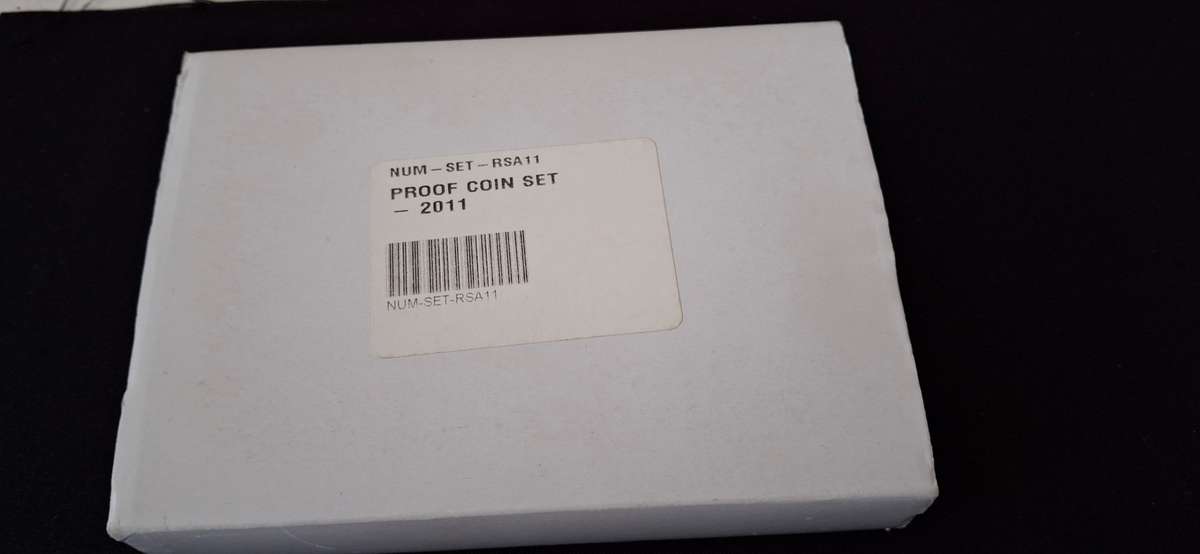 NUM – SET – RSA11
PROOF COIN SET
– 2011
NUM-SET-RSA11